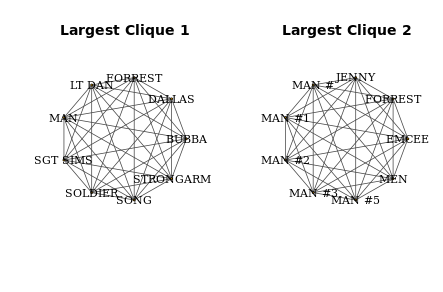 Largest Clique 1
Largest Clique 2
FORREST
LT DAN
DALLAS
MAN
BUBBA
SGT SIMS
STRONGARM
SOLDIER
SONG
JENNY
MAN #
FORREST
MAN #1
EMCEE
MAN #2
MEN
MAN #3
MAN #5